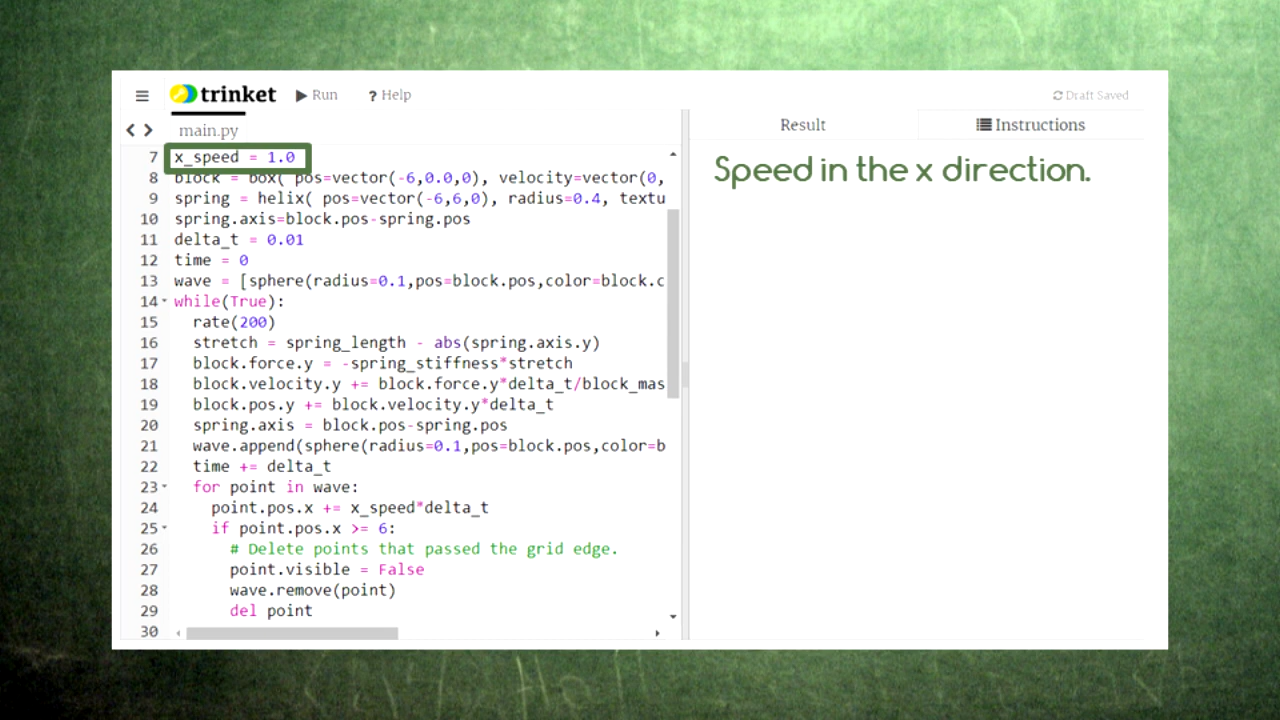 trinket Run ? Help Draft Saved
main.py Result Instructions
Speed in the x direction.
7 x_speed = 1.0
8 block = box( pos=vector(-6,0.0,0), velocity=vector(0,
9 spring = helix( pos=vector(-6,6,0), radius=0.4, textu
10 spring.axis=block.pos-spring.pos
11 delta_t = 0.01
12 time = 0
13 wave = [sphere(radius=0.1,pos=block.pos,color=block.c
14 while(True):
15 rate(200)
16 stretch = spring_length - abs(spring.axis.y)
17 block.force.y = -spring_stiffness*stretch
18 block.velocity.y += block.force.y*delta_t/block_mas
19 block.pos.y += block.velocity.y*delta_t
20 spring.axis = block.pos-spring.pos
21 wave.append(sphere(radius=0.1,pos=block.pos,color=b
22 time += delta_t
23 for point in wave:
24 point.pos.x += x_speed*delta_t
25 if point.pos.x >= 6:
26 # Delete points that passed the grid edge.
27 point.visible = False
28 wave.remove(point)
29 del point
30